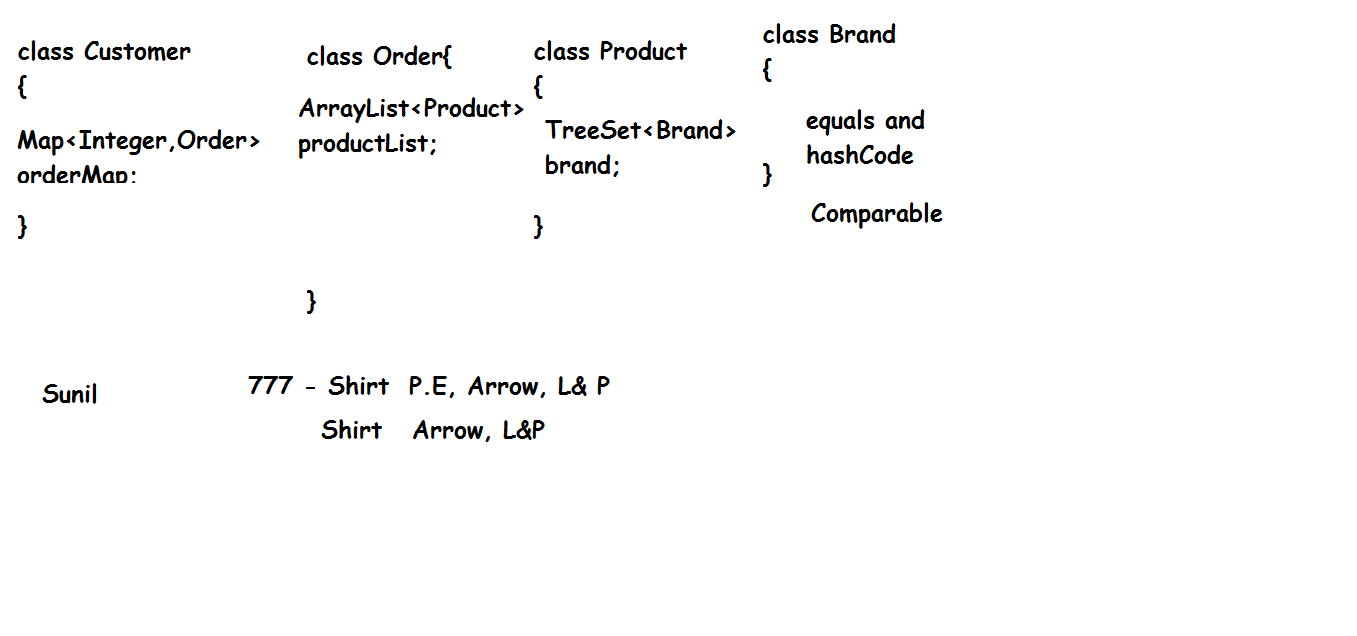 class Customer
{
Map<Integer,Order>
orderMap;
}
class Order{
ArrayList<Product>
productList;
}
class Product
{
TreeSet<Brand>
brand;
}
class Brand
{
equals and
hashCode
}
Comparable
Sunil
777 - Shirt P.E, Arrow, L& P
Shirt Arrow, L&P